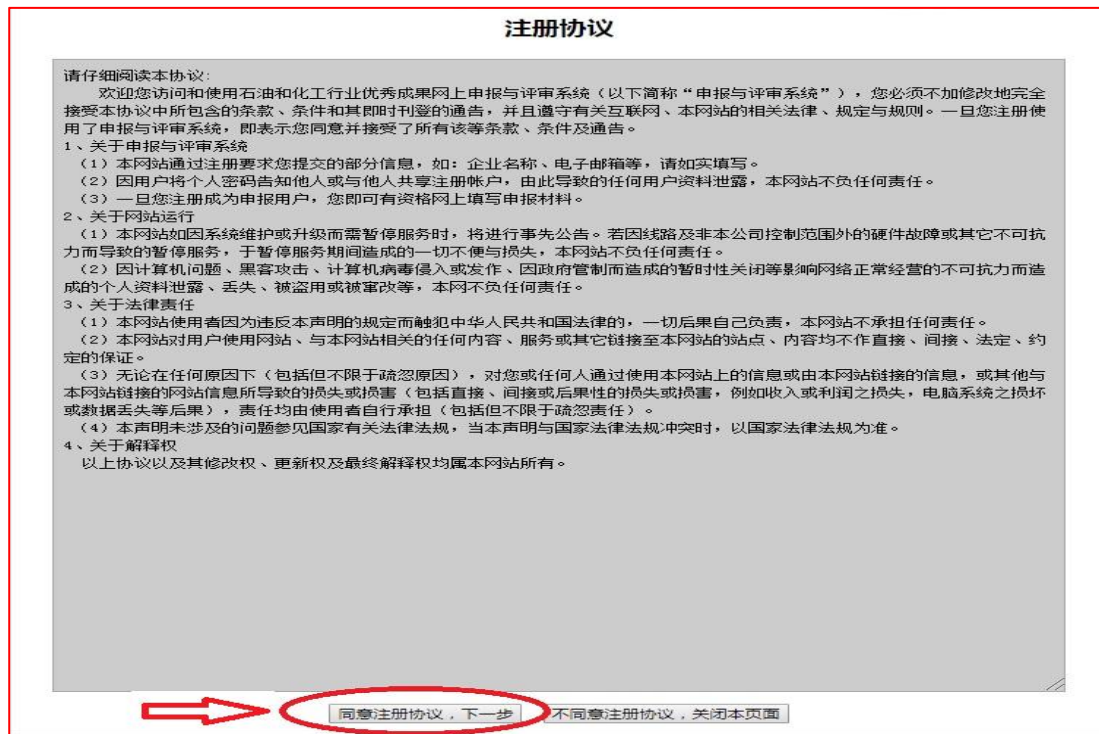 注册协议
请仔细阅读本协议:
欢迎您访问和使用石油和化工行业优秀成果网上申报与评审系统（以下简称“申报与评审系统”），您必须不加修改地完全
接受本协议中所包含的条款、条件和其即时刊登的通告，并且遵守有关互联网、本网站的相关法律、规定与规则。一旦您注册使
用了申报与评审系统，即表示您同意并接受了所有该等条款、条件及通告。
1、关于申报与评审系统
（1）本网站通过注册要求您提交的部分信息，如：企业名称、电子邮箱等，请如实填写。
（2）因用户将个人密码告知他人或与他人共享注册帐户，由此导致的任何用户资料泄露，本网站不负任何责任。
（3）一旦您注册成为申报用户，您即可有资格网上填写申报材料。
2、关于网站运行
（1）本网站如因系统维护或升级而需暂停服务时，将进行事先公告。若因线路及非本公司控制范围外的硬件故障或其它不可抗
力而导致的暂停服务，于暂停服务期间造成的一切不便与损失，本网站不负任何责任。
（2）因计算机问题、黑客攻击、计算机病毒侵入或发作、因政府管制而造成的暂时性关闭等影响网络正常经营的不可抗力而造
成的个人资料泄露、丢失、被盗用或被窜改等，本网不负任何责任。
3、关于法律责任
（1）本网站使用者因为违反本声明的规定而触犯中华人民共和国法律的，一切后果自己负责，本网站不承担任何责任。
（2）本网站对用户使用网站、与本网站相关的任何内容、服务或其它链接至本网站的站点、内容均不作直接、间接、法定、约
定的保证。
（3）无论在任何原因下（包括但不限于疏忽原因），对您或任何人通过使用本网站上的信息或由本网站链接的信息，或其他与
本网站链接的网站信息所导致的损失或损害（包括直接、间接或后果性的损失或损害，例如收入或利润之损失，电脑系统之损坏
或数据丢失等后果），责任均由使用者自行承担（包括但不限于疏忽责任）。
（4）本声明未涉及的问题参见国家有关法律法规，当本声明与国家法律法规冲突时，以国家法律法规为准。
4、关于解释权
以上协议以及其修改权、更新权及最终解释权均属本网站所有。
同意注册协议，下一步 不同意注册协议，关闭本页面